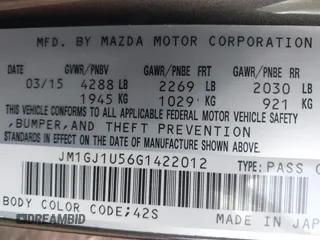 MFD. BY MAZDA MOTOR CORPORATION
DATE GVWR/PNBV GAWR/PNBE FR GAWR/PNBE RR
03/15 4288 LB 2269 LB 2030 LB
1945 KG 1029 KG 921 KG
THIS VEHICLE CONFORMS TO ALL APPLICABLE FEDERAL MOTOR VEHICLE SAFETY,
BUMPER, AND THEFT PREVENTION
STANDARDS IN EFFECT ON THE DATE OF MANUFACTURE SHOWN ABOVE.
JM1GJ1U56G1422012 TYPE: PASS
BODY COLOR CODE;42S MADE IN JAPAN
DREAMBID